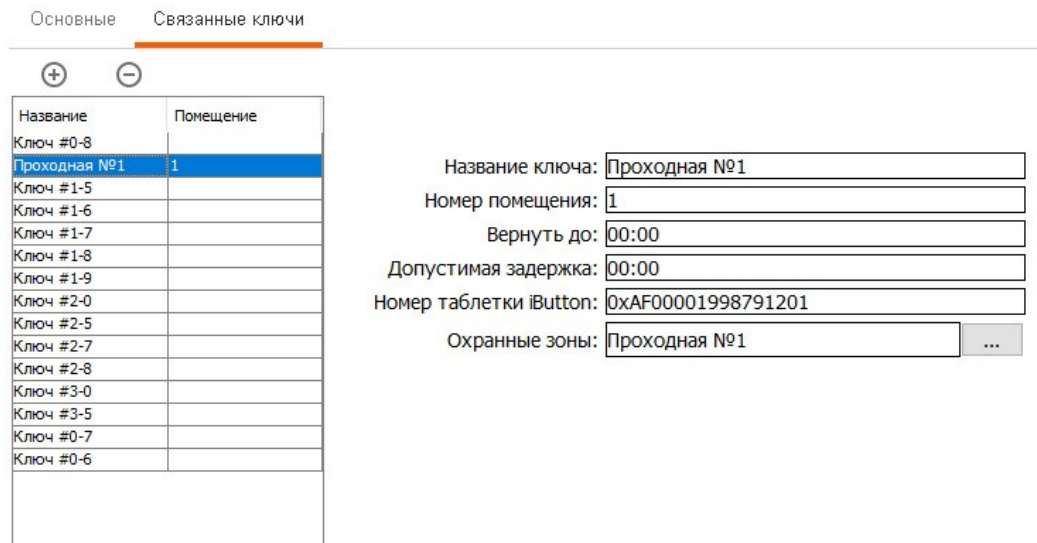 Основные Связанные ключи
Название Помещение
Ключ #0-8
Проходная №1 1
Ключ #1-5
Ключ #1-6
Ключ #1-7
Ключ #1-8
Ключ #1-9
Ключ #2-0
Ключ #2-5
Ключ #2-7
Ключ #2-8
Ключ #3-0
Ключ #3-5
Ключ #0-7
Ключ #0-6
Название ключа: Проходная №1
Номер помещения: 1
Вернуть до: 00:00
Допустимая задержка: 00:00
Номер таблетки iButton: 0xAF00001998791201
Охранные зоны: Проходная №1 ...